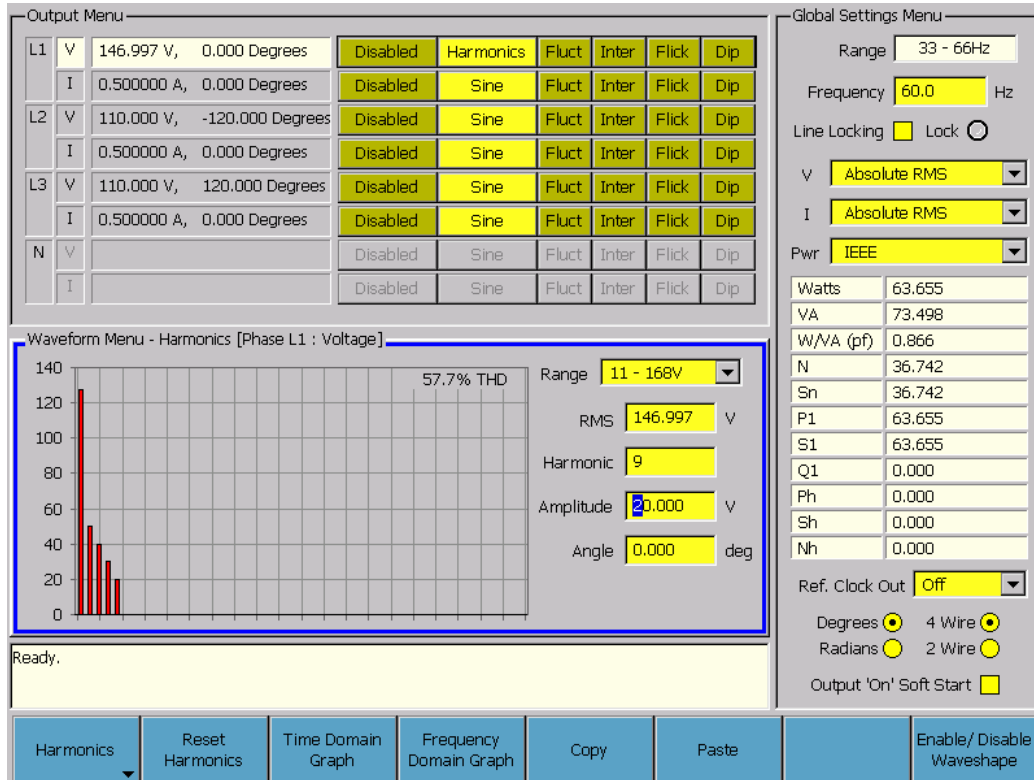 Output Menu
L1 V 146.997 V, 0.000 Degrees Disabled Harmonics Fluct Inter Flick Dip
I 0.500000 A, 0.000 Degrees Disabled Sine Fluct Inter Flick Dip
L2 V 110.000 V, -120.000 Degrees Disabled Sine Fluct Inter Flick Dip
I 0.500000 A, 0.000 Degrees Disabled Sine Fluct Inter Flick Dip
L3 V 110.000 V, 120.000 Degrees Disabled Sine Fluct Inter Flick Dip
I 0.500000 A, 0.000 Degrees Disabled Sine Fluct Inter Flick Dip
N V Disabled Sine Fluct Inter Flick Dip
I Disabled Sine Fluct Inter Flick Dip
Waveform Menu - Harmonics [Phase L1 : Voltage]
140
120
100
80
60
40
20
0
57.7% THD
Range 11 - 168V
RMS 146.997 V
Harmonic 9
Amplitude 20.000 V
Angle 0.000 deg
Ready.
Global Settings Menu
Range 33 - 66Hz
Frequency 60.0 Hz
Line Locking Lock
V Absolute RMS
I Absolute RMS
Pwr IEEE
Watts 63.655
VA 73.498
W/VA (pf) 0.866
N 36.742
Sn 36.742
P1 63.655
S1 63.655
Q1 0.000
Ph 0.000
Sh 0.000
Nh 0.000
Ref. Clock Out Off
Degrees 4 Wire
Radians 2 Wire
Output 'On' Soft Start
Harmonics
Reset
Harmonics
Time Domain
Graph
Frequency
Domain Graph
Copy
Paste
Enable/ Disable
Waveshape